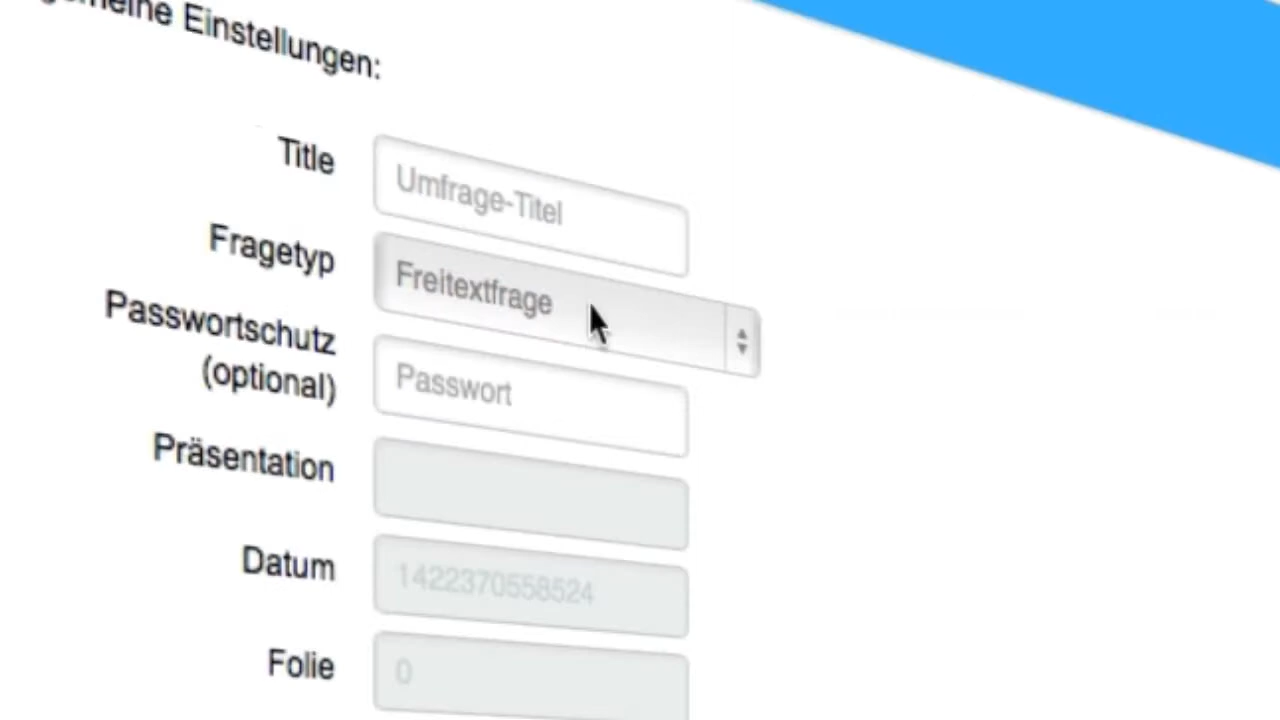 Einstellungen:
Title
Umfrage-Titel
Fragetyp
Freitextfrage
Passwortschutz
(optional)
Passwort
Präsentation
Datum
1422370558524
Folie
0